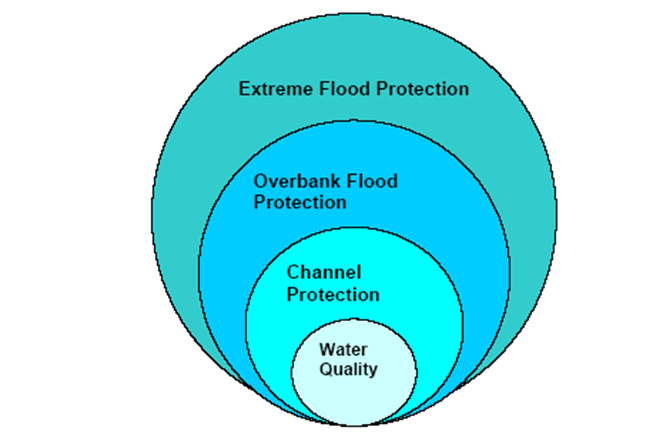 Extreme Flood Protection
Overbank Flood
Protection
Channel
Protection
Water
Quality